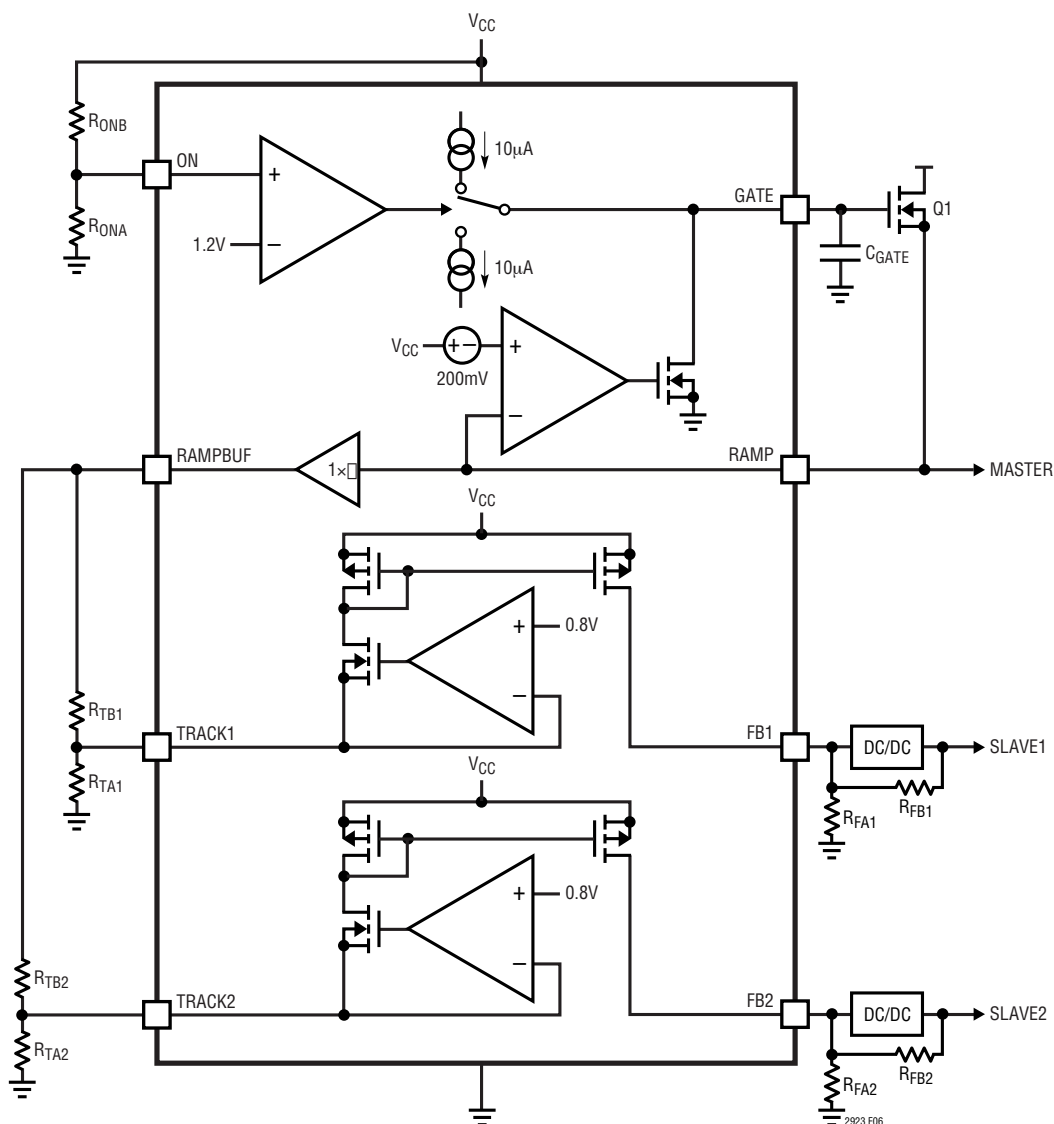 VCC
RONB
ON
10µA
GATE
Q1
RONA
+
1.2V
−
CGATE
10µA
VCC
+−
+
200mV
−
RAMPBUF
1×
RAMP
MASTER
VCC
+
0.8V
−
RTB1
TRACK1
FB1
DC/DC
SLAVE1
RTA1
VCC
RFA1
RFB1
+
0.8V
−
RTB2
TRACK2
FB2
DC/DC
SLAVE2
RTA2
RFA2
RFB2
2923 F06